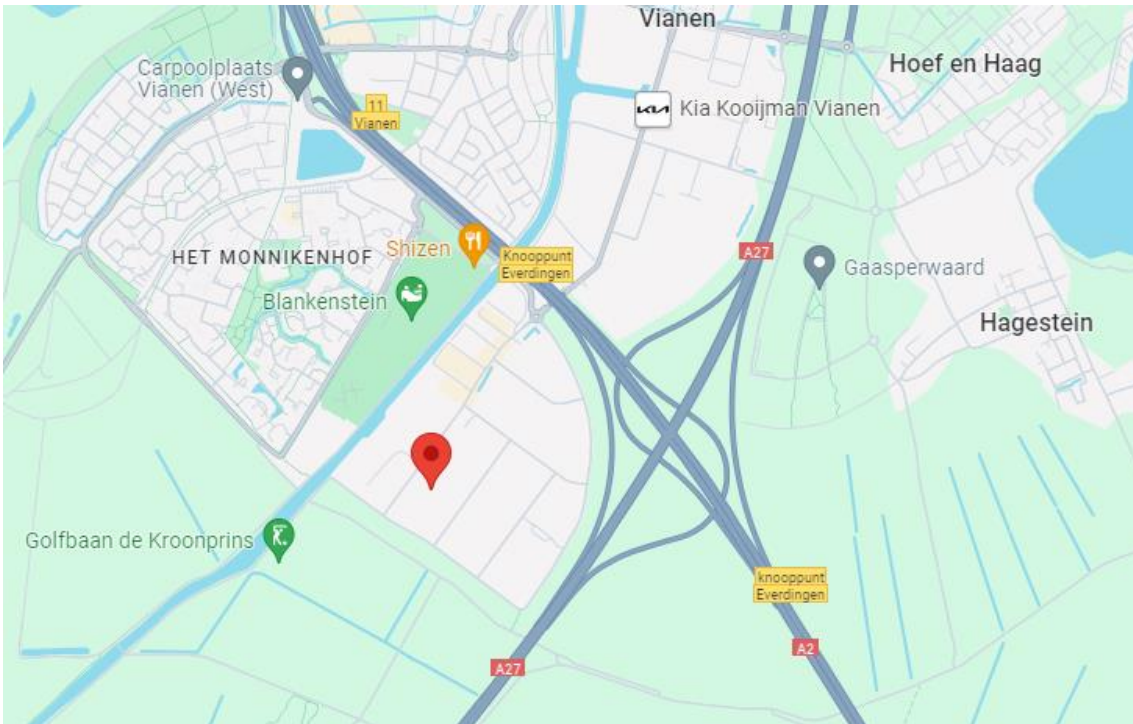 Vianen
Hoef en Haag
Carpoolplaats
Vianen (West)
11
Vianen
Kia Kooijman Vianen
HET MONNIKENHOF
Shizen
Knooppunt
Everdingen
A27
Gaasperwaard
Blankenstein
Hagestein
Golfbaan de Kroonprins
knooppunt
Everdingen
A27
A2